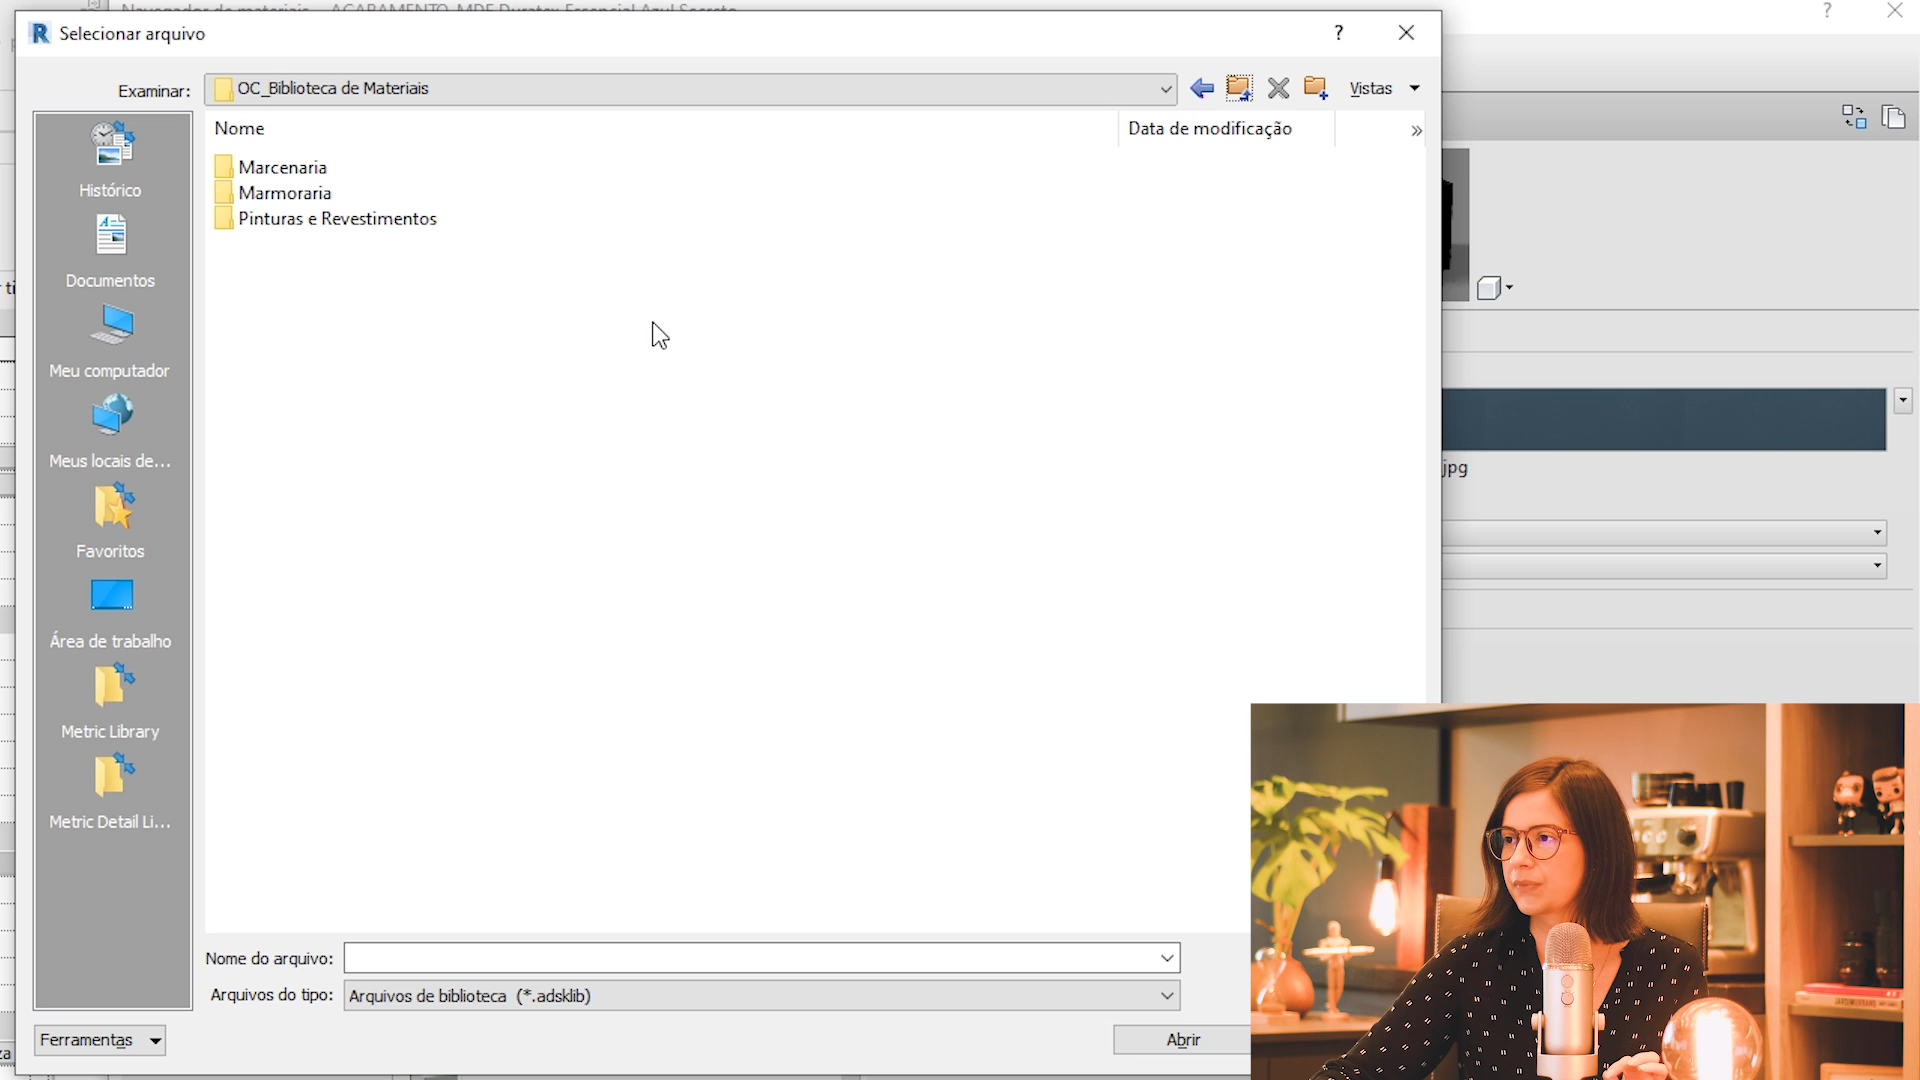 Selecionar arquivo
?
Examinar:
OC_Biblioteca de Materiais
Vistas
Nome
Data de modificação
»
Marcenaria
Marmoraria
Pinturas e Revestimentos
Histórico
Documentos
Meu computador
Meus locais de...
Favoritos
Área de trabalho
Metric Library
Metric Detail Li...
jpg
Nome do arquivo:
Arquivos do tipo:
Arquivos de biblioteca (*.adsklib)
Ferramentas
Abrir